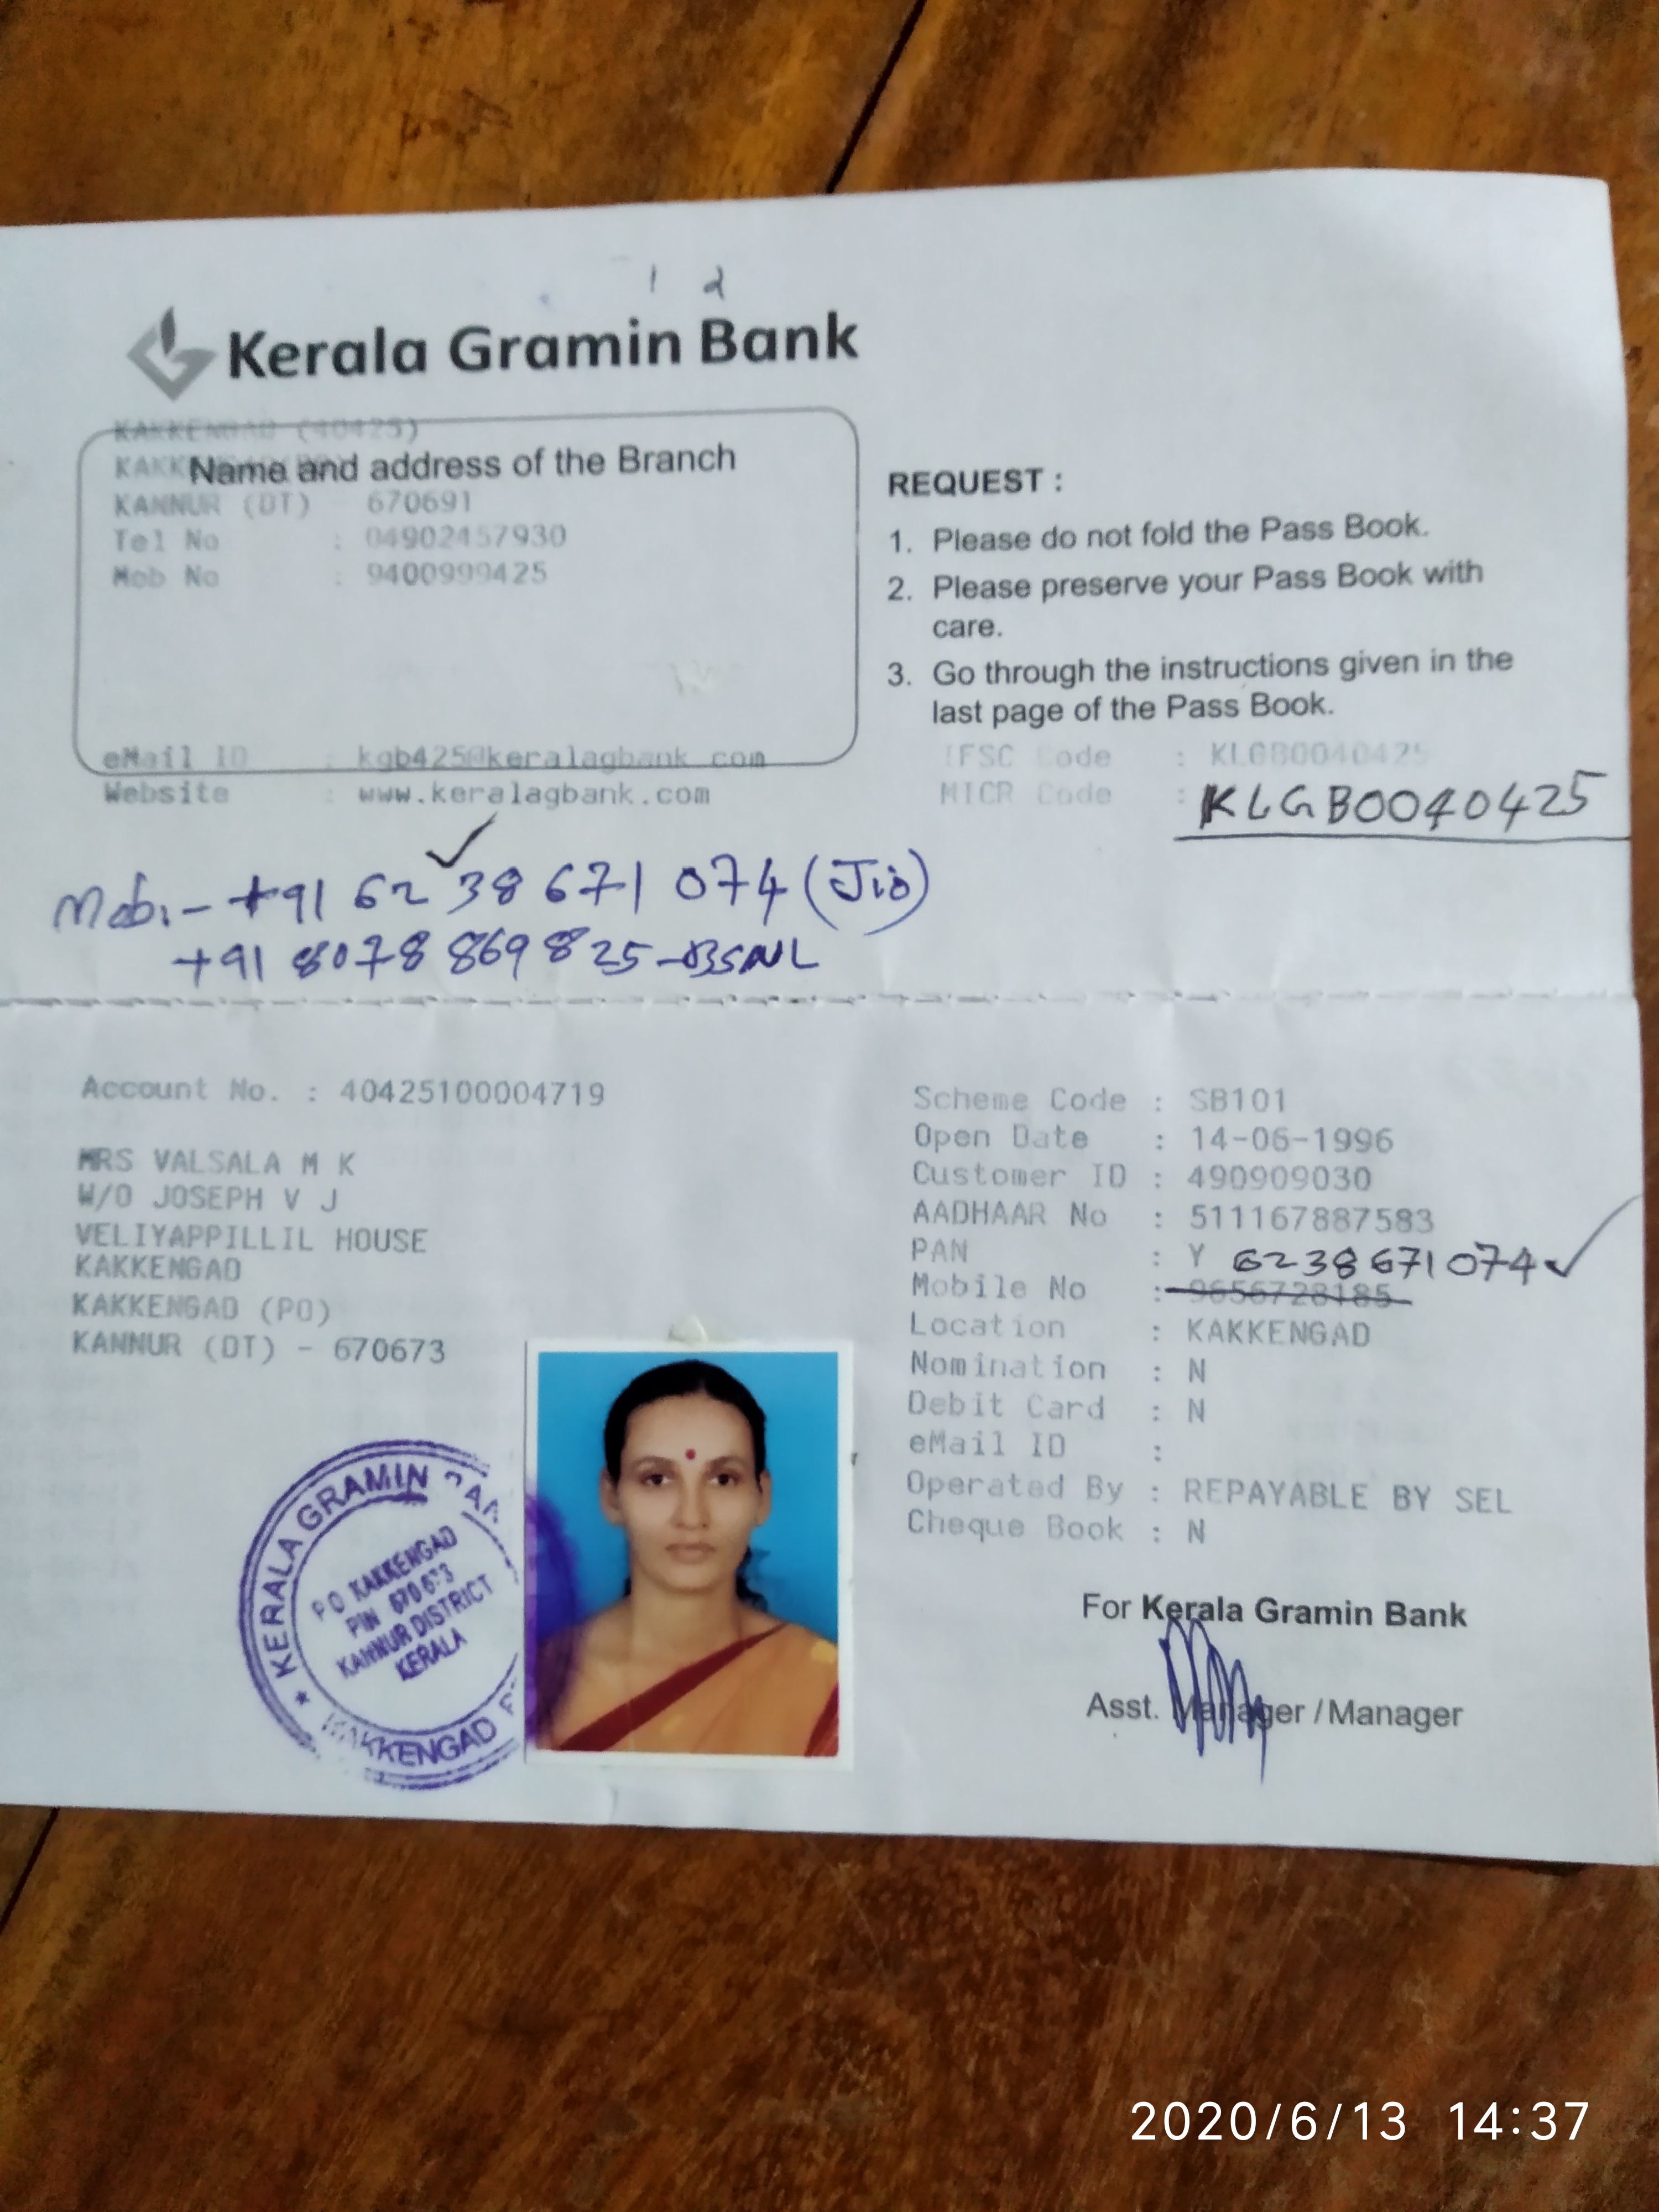 1 2
Kerala Gramin Bank
KAKKENGAD (40425)
Name and address of the Branch
KANNUR (DT) - 670691
Tel No : 04902457930
Mob No : 9400999425
eMail ID : kgb425@keralagbank.com
Website : www.keralagbank.com
REQUEST :
1. Please do not fold the Pass Book.
2. Please preserve your Pass Book with
care.
3. Go through the instructions given in the
last page of the Pass Book.
IFSC Code : KLGB0040425
MICR Code : KLGB0040425
Mob:- +91 6238 671 074 (Jio)
+91 8078 869 825 - BSNL
Account No. : 40425100004719
MRS VALSALA M K
W/O JOSEPH V J
VELIYAPPILLIL HOUSE
KAKKENGAD
KAKKENGAD (PO)
KANNUR (DT) - 670673
Scheme Code : SB101
Open Date : 14-06-1996
Customer ID : 490909030
AADHAAR No : 511167887583
PAN : Y 6238671074
Mobile No : 9656728185
Location : KAKKENGAD
Nomination : N
Debit Card : N
eMail ID :
Operated By : REPAYABLE BY SEL
Cheque Book : N
KERALA GRAMIN
PO KAKKENGAD
PIN 670673
KANNUR DISTRICT
KERALA
KAKKENGAD
For Kerala Gramin Bank
Asst. Manager / Manager
2020/6/13 14:37